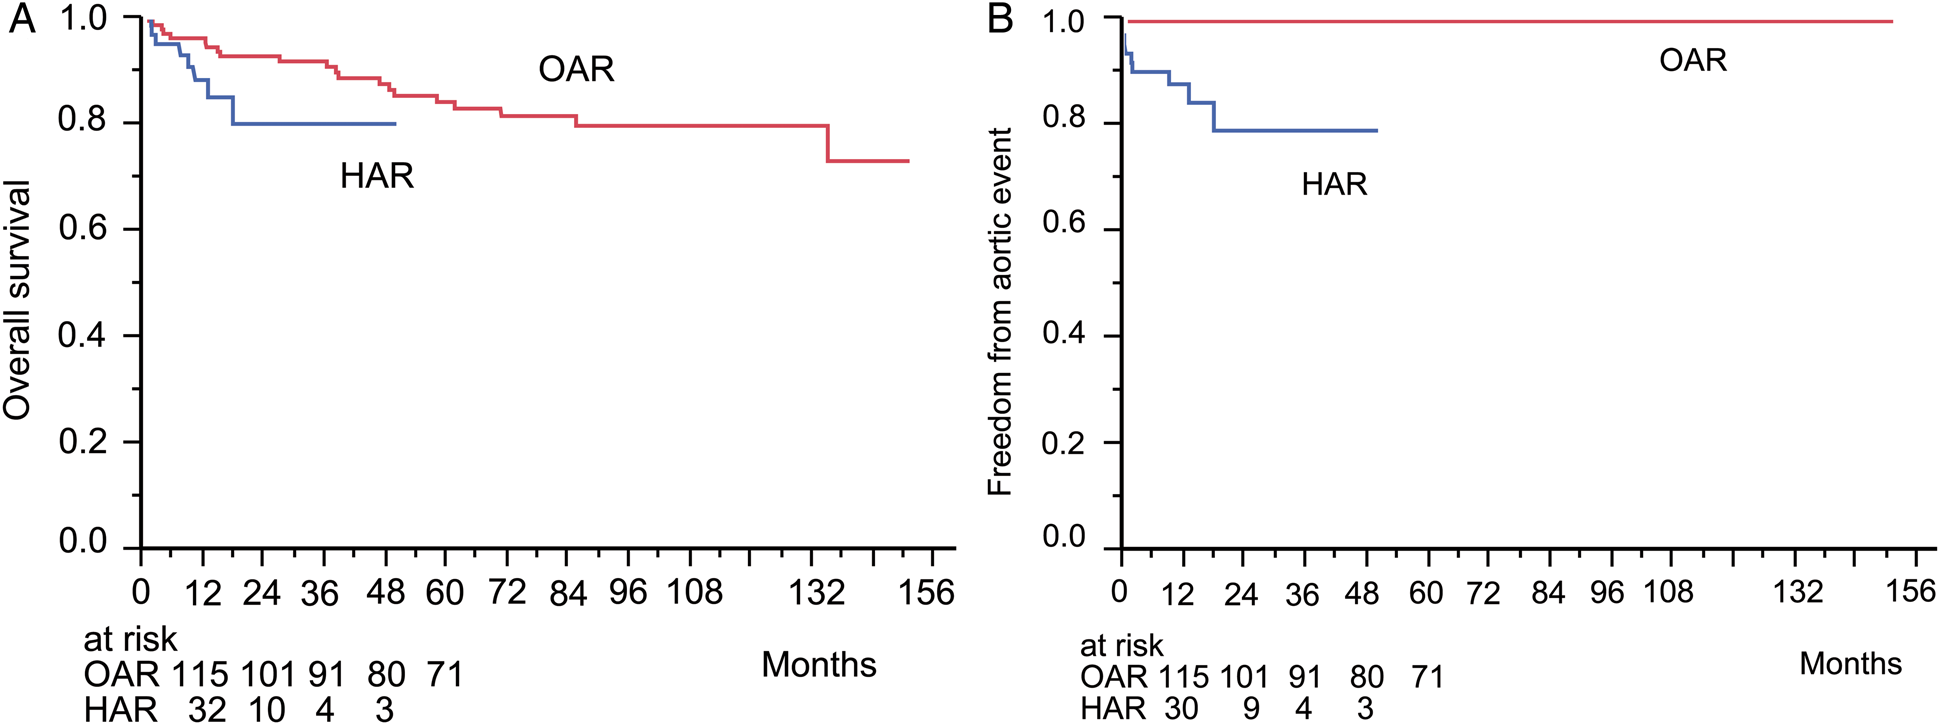 A
1.0
0.8
0.6
0.4
0.2
0.0
Overall survival
OAR
HAR
0 12 24 36 48 60 72 84 96 108 132 156
Months
at risk
OAR 115 101 91 80 71
HAR 32 10 4 3
B
1.0
0.8
0.6
0.4
0.2
0.0
Freedom from aortic event
OAR
HAR
0 12 24 36 48 60 72 84 96 108 132 156
Months
at risk
OAR 115 101 91 80 71
HAR 30 9 4 3